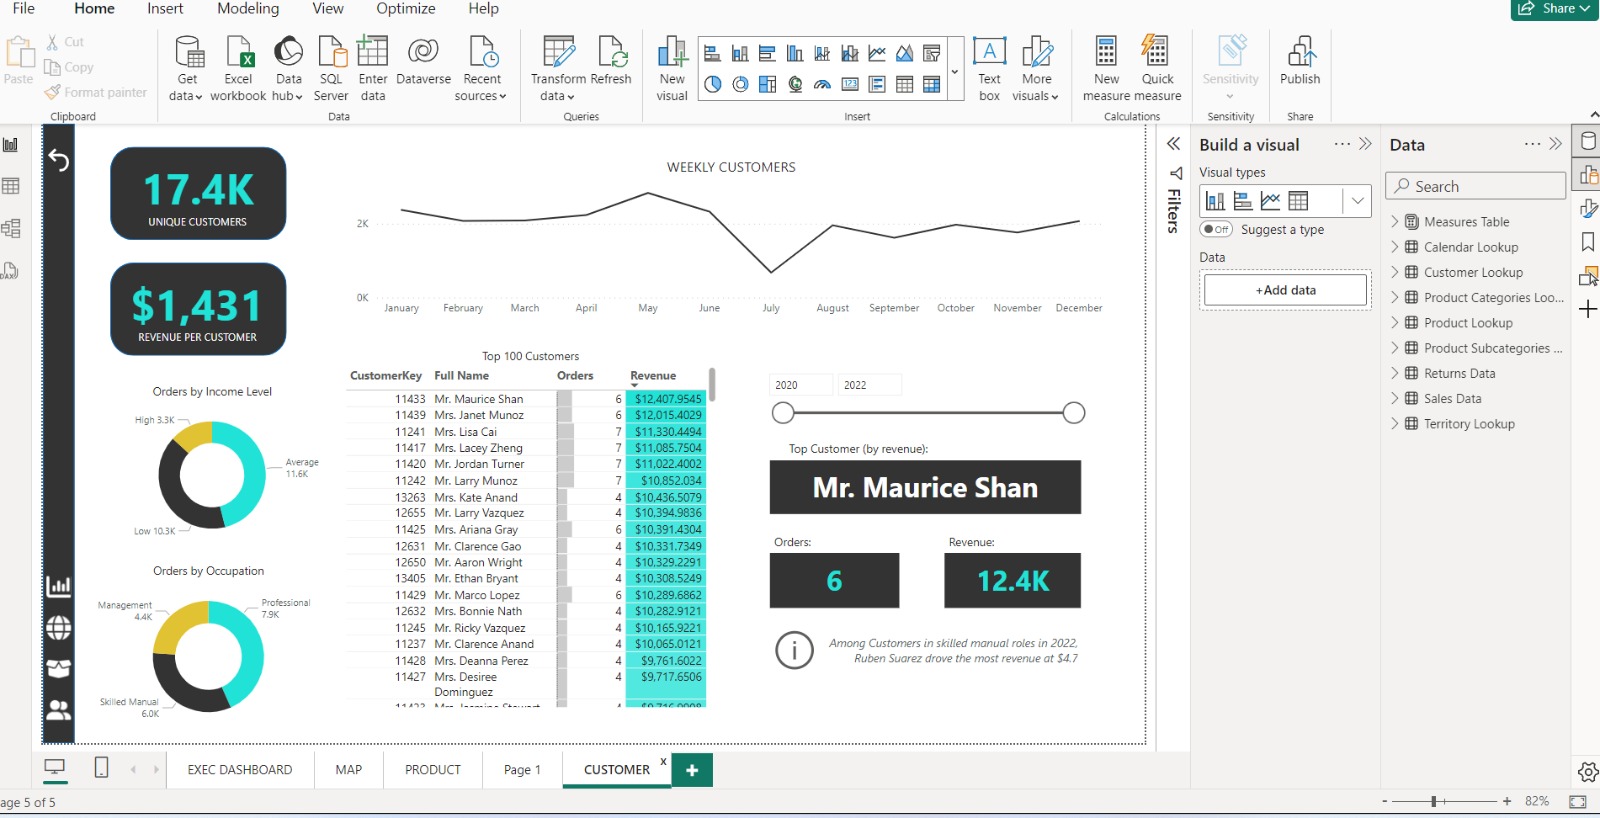 File Home Insert Modeling View Optimize Help Share
Paste
Cut
Copy
Format painter
Clipboard
Get data
Excel workbook
Data hub
SQL Server
Enter data
Dataverse
Recent sources
Data
Transform data
Refresh
Queries
New visual
123
A
Text box
More visuals
Insert
New measure
Quick measure
Calculations
Sensitivity
Sensitivity
Publish
Share
DAX
17.4K
UNIQUE CUSTOMERS
$1,431
REVENUE PER CUSTOMER
WEEKLY CUSTOMERS
2K
0K
January February March April May June July August September October November December
Orders by Income Level
High 3.3K
Average
11.6K
Low 10.3K
Orders by Occupation
Management
4.4K
Professional
7.9K
Skilled Manual
6.0K
Top 100 Customers
CustomerKey Full Name Orders Revenue
11433 Mr. Maurice Shan 6 $12,407.9545
11439 Mrs. Janet Munoz 6 $12,015.4029
11241 Mrs. Lisa Cai 7 $11,330.4494
11417 Mrs. Lacey Zheng 7 $11,085.7504
11420 Mr. Jordan Turner 7 $11,022.4002
11242 Mr. Larry Munoz 7 $10,852.034
13263 Mrs. Kate Anand 4 $10,436.5079
12655 Mr. Larry Vazquez 4 $10,394.9836
11425 Mrs. Ariana Gray 6 $10,391.4304
12631 Mr. Clarence Gao 4 $10,331.7349
12650 Mr. Aaron Wright 4 $10,329.2291
13405 Mr. Ethan Bryant 4 $10,308.5249
11429 Mr. Marco Lopez 6 $10,289.6862
12632 Mrs. Bonnie Nath 4 $10,282.9121
11245 Mr. Ricky Vazquez 4 $10,165.9221
11237 Mr. Clarence Anand 4 $10,065.0121
11428 Mrs. Deanna Perez 4 $9,761.6022
11427 Mrs. Desiree 4 $9,717.6506
Dominguez
2020 2022
Top Customer (by revenue):
Mr. Maurice Shan
Orders:
6
Revenue:
12.4K
i
Among Customers in skilled manual roles in 2022,
Ruben Suarez drove the most revenue at $4.7
Filters
Build a visual
Visual types
Off Suggest a type
Data
+Add data
Data
Search
Measures Table
Calendar Lookup
Customer Lookup
Product Categories Loo...
Product Lookup
Product Subcategories ...
Returns Data
Sales Data
Territory Lookup
EXEC DASHBOARD MAP PRODUCT Page 1 CUSTOMER x +
age 5 of 5
- + 82%